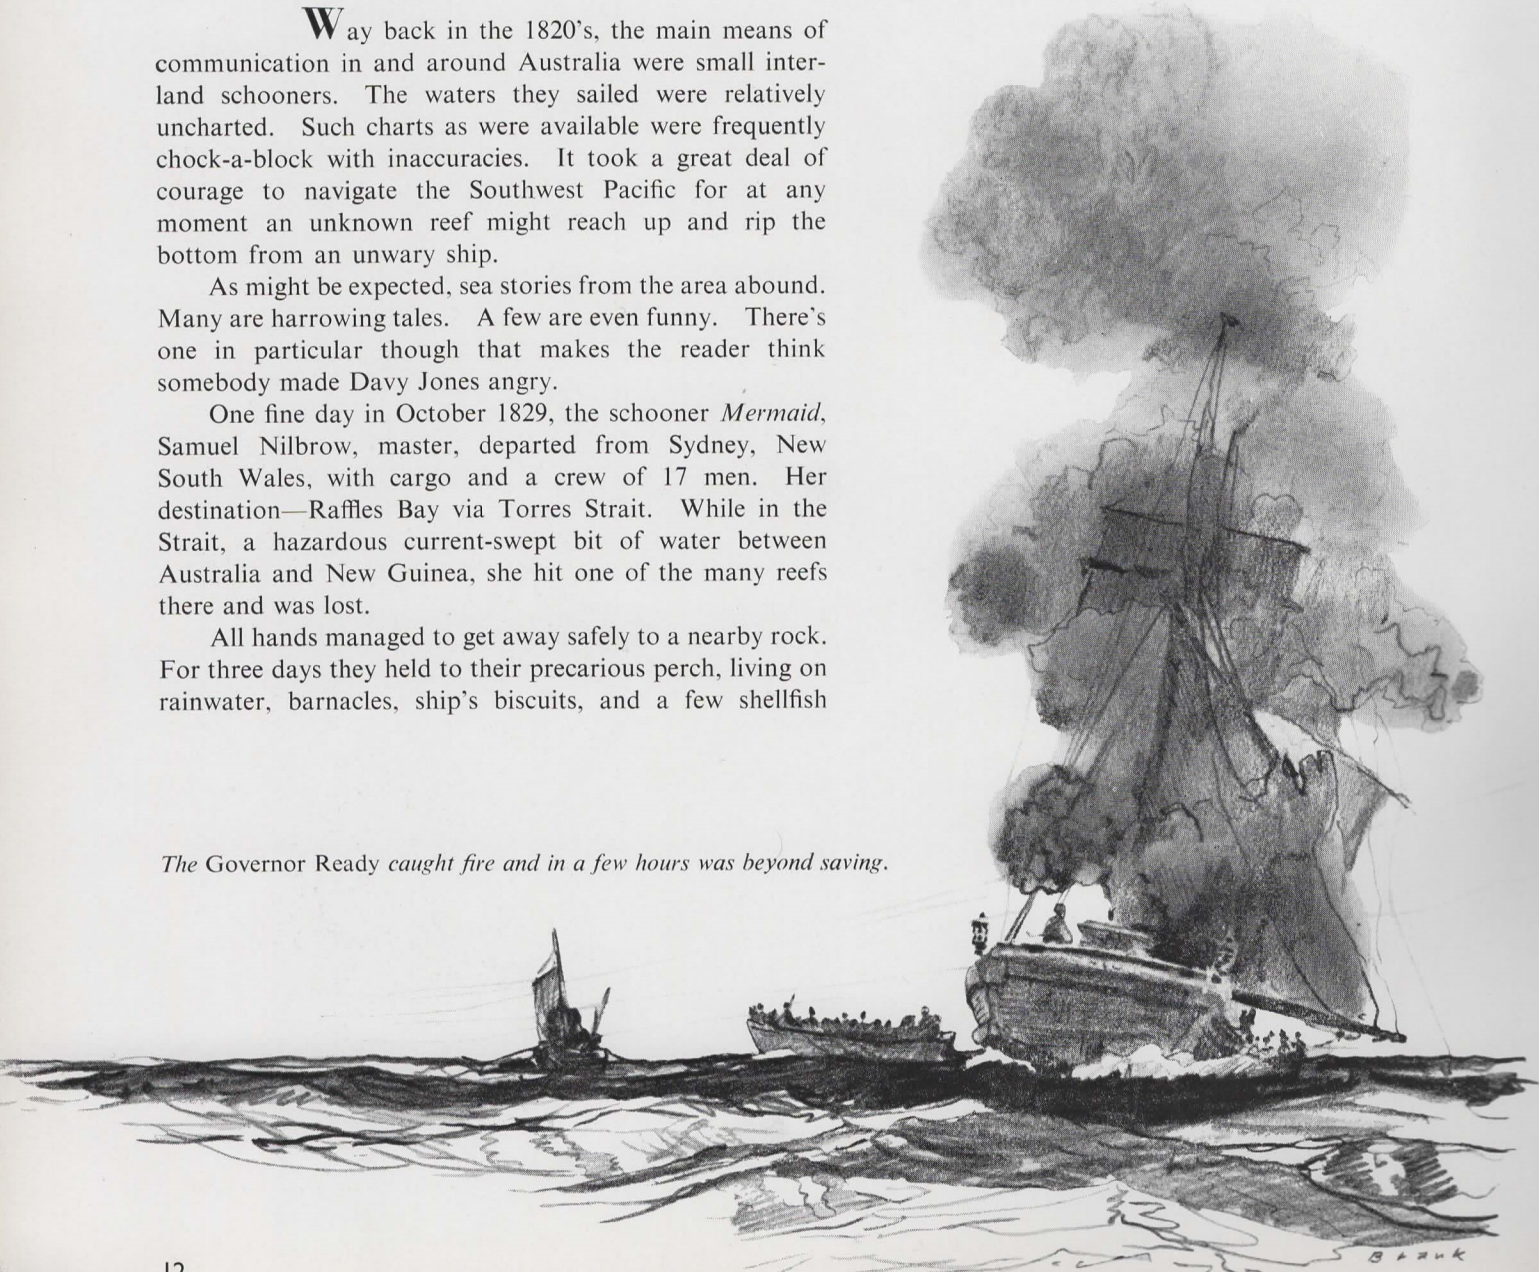 Way back in the 1820's, the main means of
communication in and around Australia were small inter-
land schooners. The waters they sailed were relatively
uncharted. Such charts as were available were frequently
chock-a-block with inaccuracies. It took a great deal of
courage to navigate the Southwest Pacific for at any
moment an unknown reef might reach up and rip the
bottom from an unwary ship.
As might be expected, sea stories from the area abound.
Many are harrowing tales. A few are even funny. There's
one in particular though that makes the reader think
somebody made Davy Jones angry.
One fine day in October 1829, the schooner Mermaid,
Samuel Nilbrow, master, departed from Sydney, New
South Wales, with cargo and a crew of 17 men. Her
destination—Raffles Bay via Torres Strait. While in the
Strait, a hazardous current-swept bit of water between
Australia and New Guinea, she hit one of the many reefs
there and was lost.
All hands managed to get away safely to a nearby rock.
For three days they held to their precarious perch, living on
rainwater, barnacles, ship's biscuits, and a few shellfish
The Governor Ready caught fire and in a few hours was beyond saving.
12